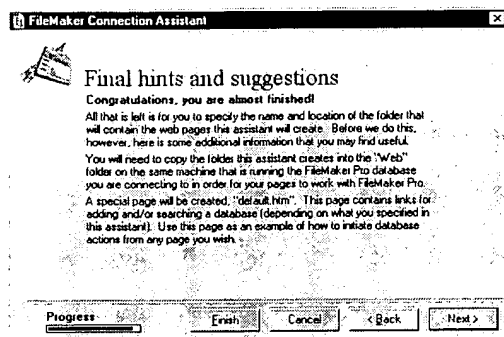 FileMaker Connection Assistant
Final hints and suggestions
Congratulations, you are almost finished!
All that is left is for you to specify the name and location of the folder that
will contain the web pages this assistant will create. Before we do this,
however, here is some additional information that you may find useful.
You will need to copy the folder this assistant creates into the "Web"
folder on the same machine that is running the FileMaker Pro database
you are connecting to in order for your pages to work with FileMaker Pro.
A special page will be created, "default.htm". This page contains links for
adding and/or searching a database (depending on what you specified in
this assistant). Use this page as an example of how to initiate database
actions from any page you wish.
Progress
Finish
Cancel
< Back
Next >